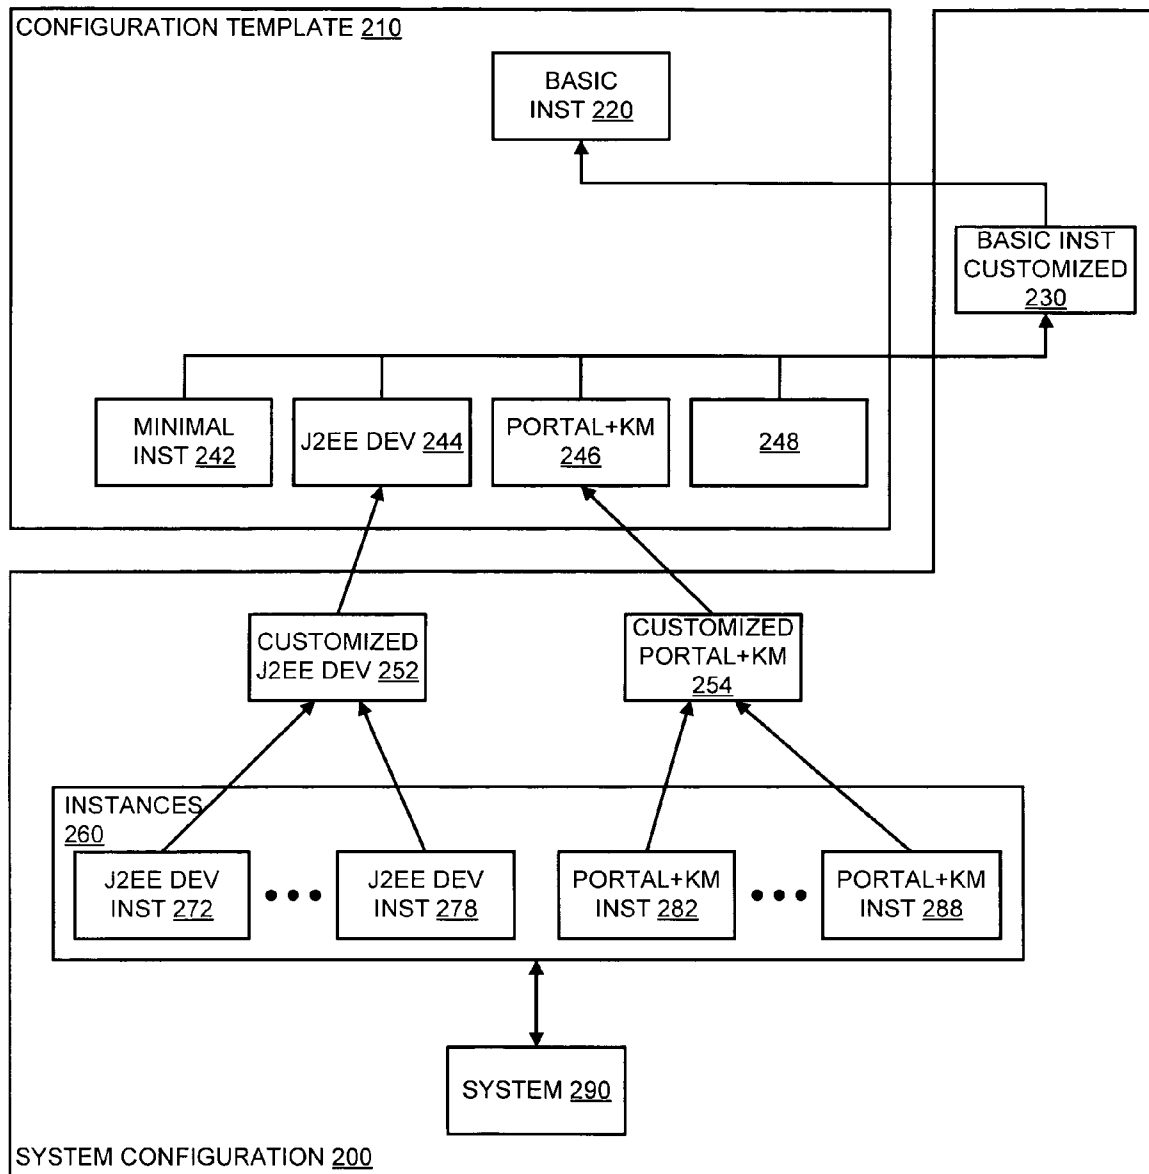 CONFIGURATION TEMPLATE 210
BASIC
INST 220
BASIC INST
CUSTOMIZED
230
MINIMAL
INST 242
J2EE DEV 244
PORTAL+KM
246
248
CUSTOMIZED
J2EE DEV 252
CUSTOMIZED
PORTAL+KM
254
INSTANCES
260
J2EE DEV
INST 272
J2EE DEV
INST 278
PORTAL+KM
INST 282
PORTAL+KM
INST 288
SYSTEM 290
SYSTEM CONFIGURATION 200